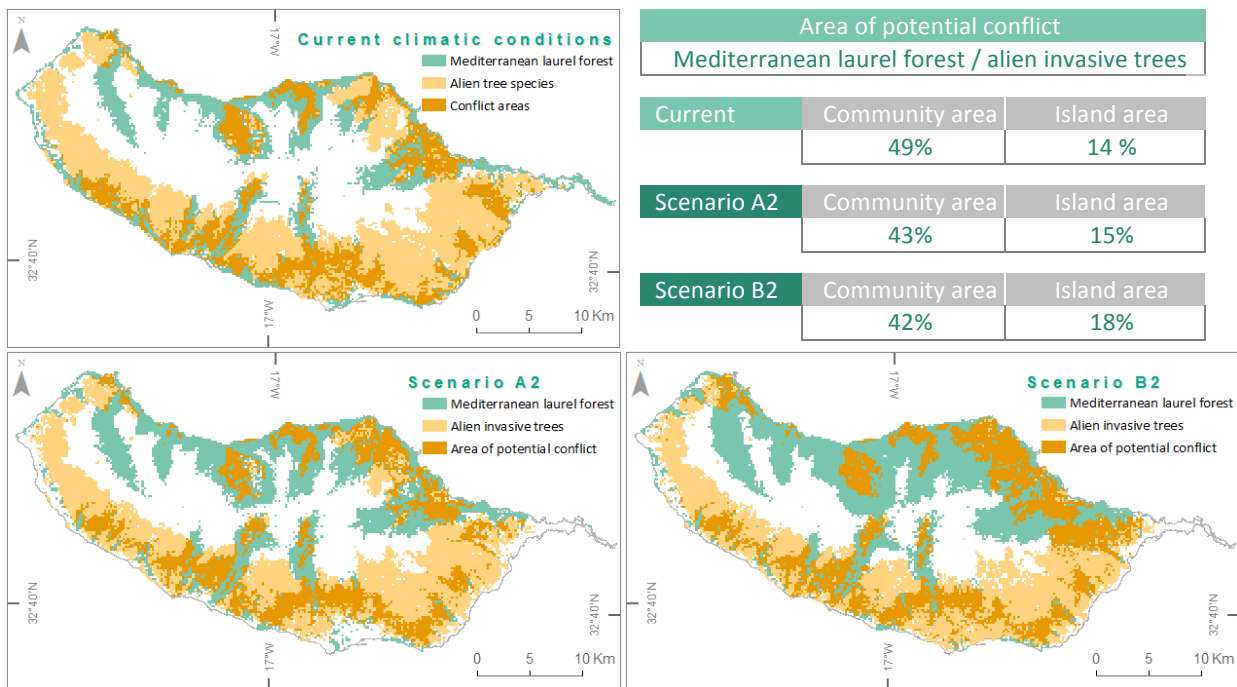 N
17°W
Current climatic conditions
Mediterranean laurel forest
Alien tree species
Conflict areas
32°40'N
32°40'N
17°W
0 5 10 Km
Area of potential conflict
Mediterranean laurel forest / alien invasive trees
Current Community area Island area
49% 14 %
Scenario A2 Community area Island area
43% 15%
Scenario B2 Community area Island area
42% 18%
N
17°W
Scenario A2
Mediterranean laurel forest
Alien invasive trees
Area of potential conflict
32°40'N
32°40'N
17°W
0 5 10 Km
N
17°W
Scenario B2
Mediterranean laurel forest
Alien invasive trees
Area of potential conflict
32°40'N
32°40'N
17°W
0 5 10 Km